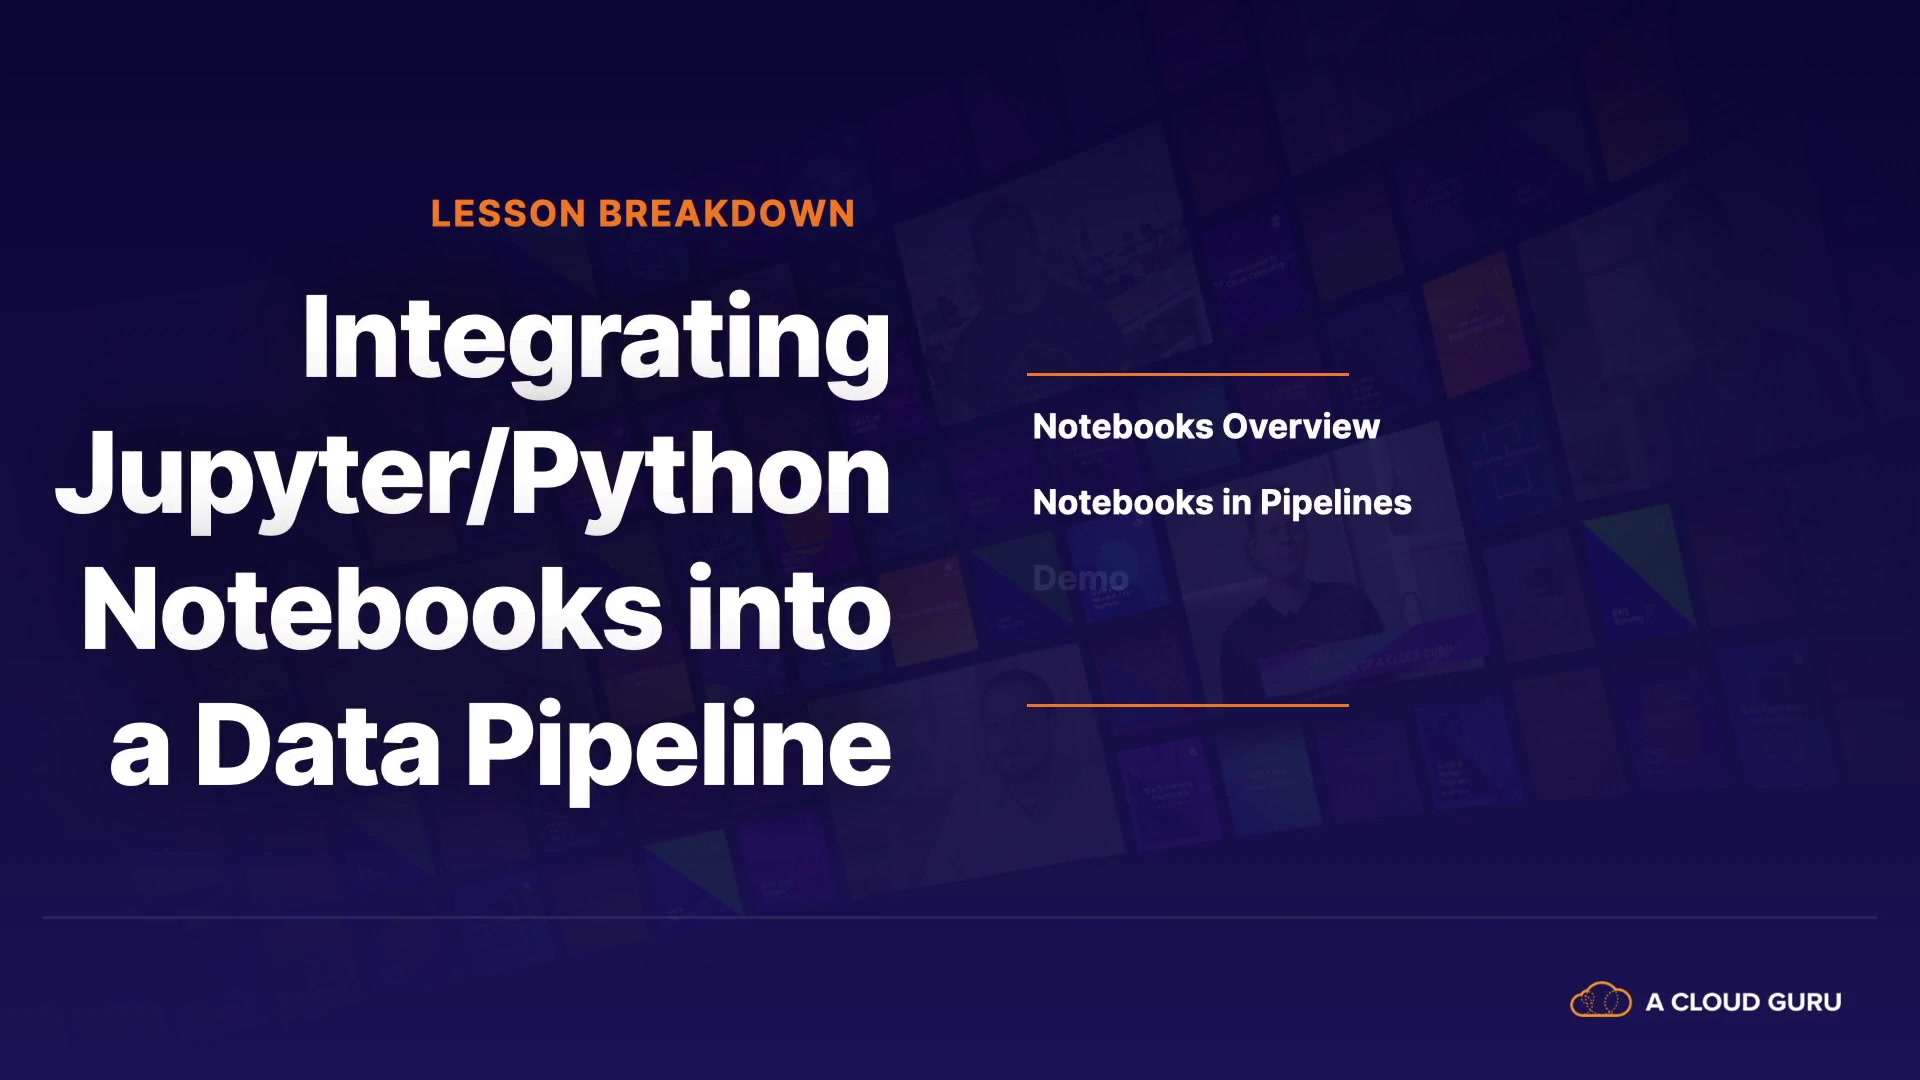 LESSON BREAKDOWN
Integrating
Jupyter/Python
Notebooks into
a Data Pipeline
Notebooks Overview
Notebooks in Pipelines
Demo
A CLOUD GURU